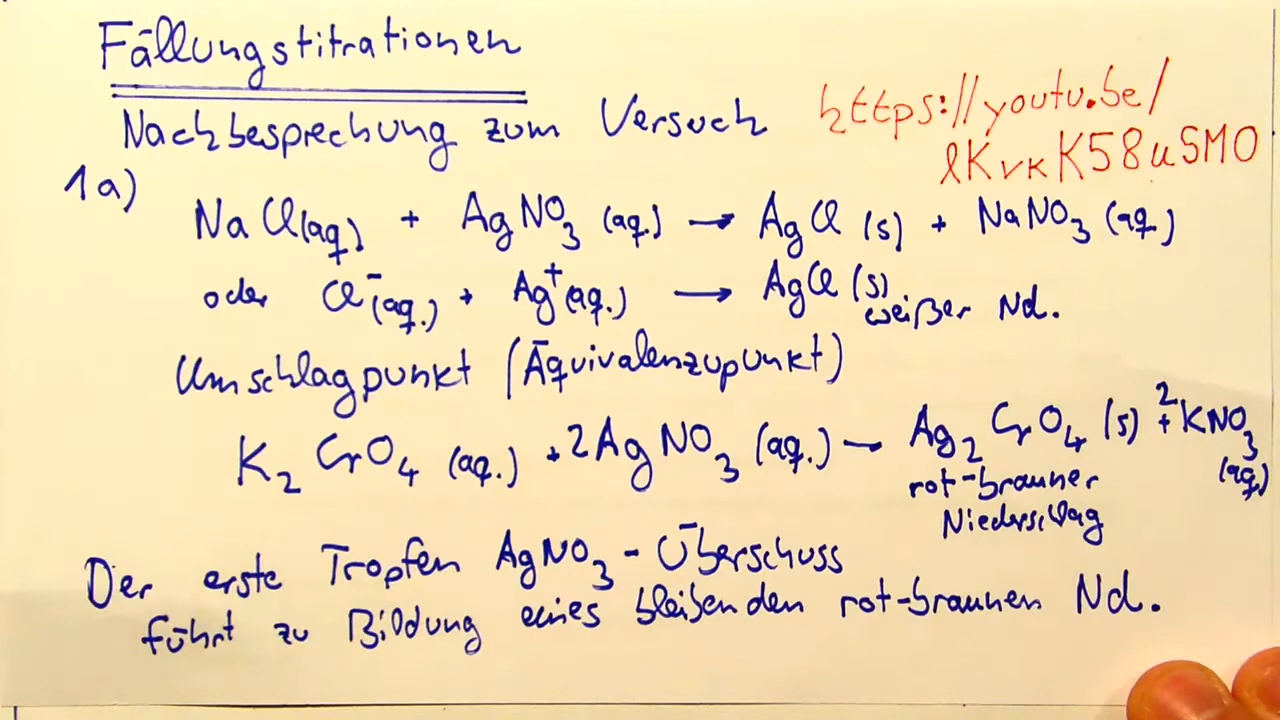 Fällungstitrationen
Nachbesprechung zum Versuch
https://youtu.be/
lKvkK58uSM0
1a)
NaCl(aq) + AgNO₃ (aq.) → AgCl (s) + NaNO₃ (aq.)
oder Cl⁻(aq.) + Ag⁺(aq.) → AgCl (s)
weißer Nd.
Umschlagpunkt (Äquivalenzupunkt)
K₂CrO₄ (aq.) + 2AgNO₃ (aq.) → Ag₂CrO₄ (s) + 2KNO₃ (aq.)
rot-brauner
Niederschlag
Der erste Tropfen AgNO₃-Überschuss
führt zu Bildung eines bleibenden rot-braunen Nd.